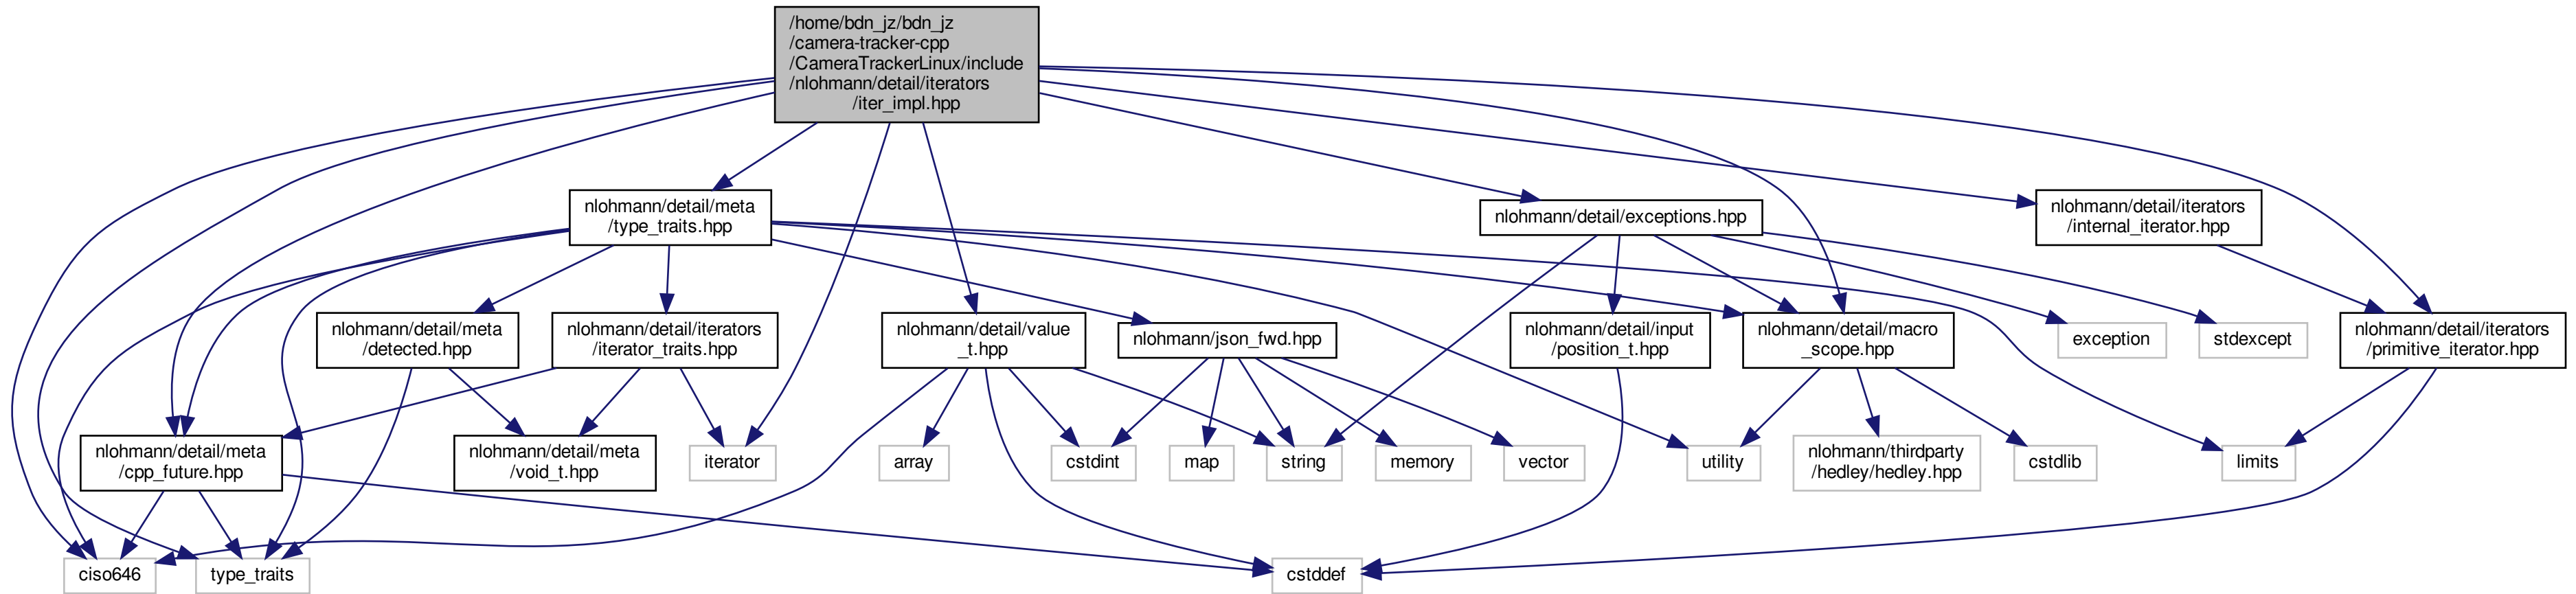 /home/bdn_jz/bdn_jz
/camera-tracker-cpp
/CameraTrackerLinux/include
/nlohmann/detail/iterators
/iter_impl.hpp
nlohmann/detail/meta
/type_traits.hpp
nlohmann/detail/exceptions.hpp
nlohmann/detail/iterators
/internal_iterator.hpp
nlohmann/detail/meta
/detected.hpp
nlohmann/detail/iterators
/iterator_traits.hpp
nlohmann/detail/value
_t.hpp
nlohmann/json_fwd.hpp
nlohmann/detail/input
/position_t.hpp
nlohmann/detail/macro
_scope.hpp
exception
stdexcept
nlohmann/detail/iterators
/primitive_iterator.hpp
nlohmann/detail/meta
/cpp_future.hpp
nlohmann/detail/meta
/void_t.hpp
iterator
array
cstdint
map
string
memory
vector
utility
nlohmann/thirdparty
/hedley/hedley.hpp
cstdlib
limits
ciso646
type_traits
cstddef